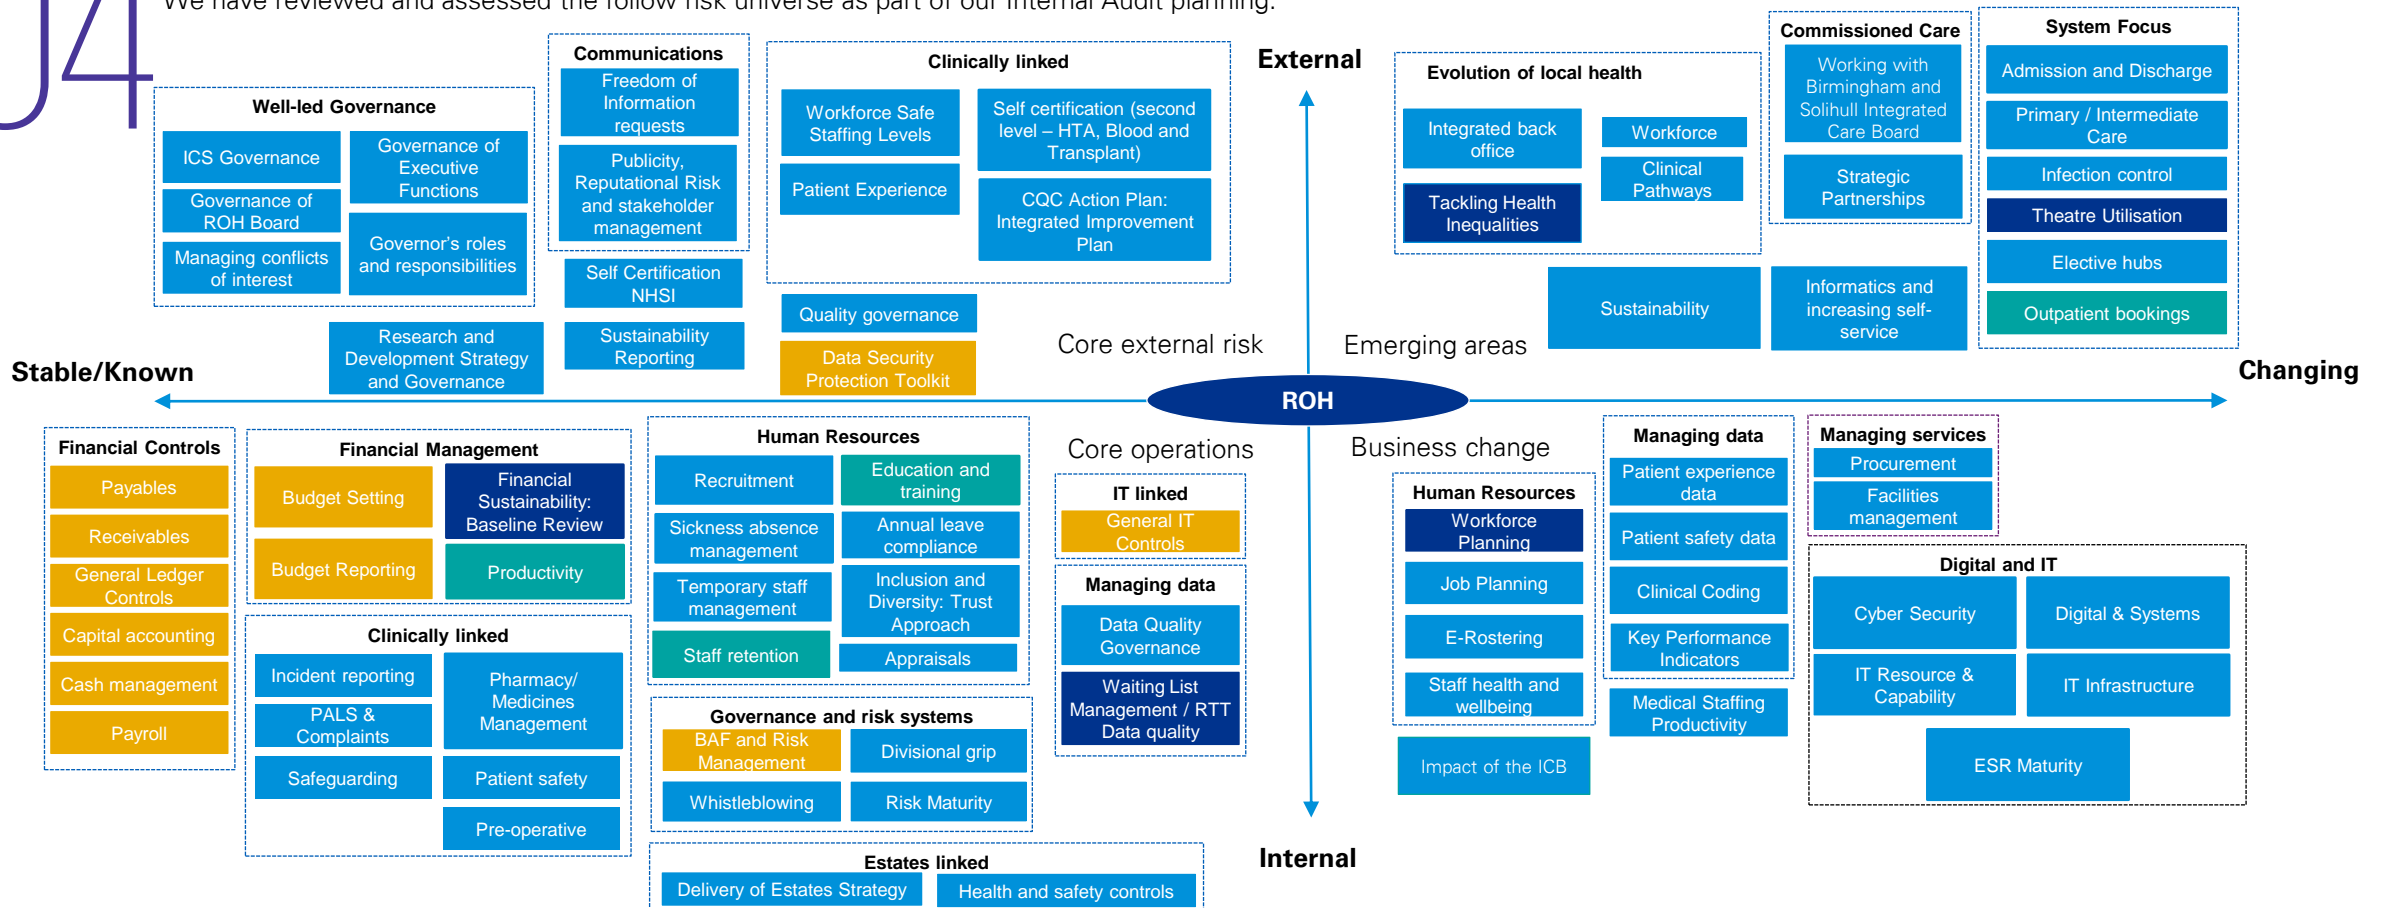 04
We have reviewed and assessed the follow risk universe as part of our Internal Audit planning.
External
Internal
Stable/Known
Changing
ROH
Core external risk
Emerging areas
Core operations
Business change
Well-led Governance
ICS Governance
Governance of
ROH Board
Managing conflicts
of interest
Governance of
Executive
Functions
Governor's roles
and responsibilities
Research and
Development Strategy
and Governance
Communications
Freedom of
Information
requests
Publicity,
Reputational Risk
and stakeholder
management
Self Certification
NHSI
Sustainability
Reporting
Clinically linked
Workforce Safe
Staffing Levels
Patient Experience
Self certification (second
level – HTA, Blood and
Transplant)
CQC Action Plan:
Integrated Improvement
Plan
Quality governance
Data Security
Protection Toolkit
Evolution of local health
Integrated back
office
Tackling Health
Inequalities
Workforce
Clinical
Pathways
Commissioned Care
Working with
Birmingham and
Solihull Integrated
Care Board
Strategic
Partnerships
Sustainability
Informatics and
increasing self-
service
System Focus
Admission and Discharge
Primary / Intermediate
Care
Infection control
Theatre Utilisation
Elective hubs
Outpatient bookings
Financial Controls
Payables
Receivables
General Ledger
Controls
Capital accounting
Cash management
Payroll
Financial Management
Budget Setting
Budget Reporting
Financial
Sustainability:
Baseline Review
Productivity
Clinically linked
Incident reporting
PALS &
Complaints
Safeguarding
Pharmacy/
Medicines
Management
Patient safety
Pre-operative
Human Resources
Recruitment
Sickness absence
management
Temporary staff
management
Staff retention
Education and
training
Annual leave
compliance
Inclusion and
Diversity: Trust
Approach
Appraisals
Governance and risk systems
BAF and Risk
Management
Whistleblowing
Divisional grip
Risk Maturity
Estates linked
Delivery of Estates Strategy
Health and safety controls
IT linked
General IT
Controls
Managing data
Data Quality
Governance
Waiting List
Management / RTT
Data quality
Human Resources
Workforce
Planning
Job Planning
E-Rostering
Staff health and
wellbeing
Impact of the ICB
Managing data
Patient experience
data
Patient safety data
Clinical Coding
Key Performance
Indicators
Medical Staffing
Productivity
Managing services
Procurement
Facilities
management
Digital and IT
Cyber Security
Digital & Systems
IT Resource &
Capability
IT Infrastructure
ESR Maturity